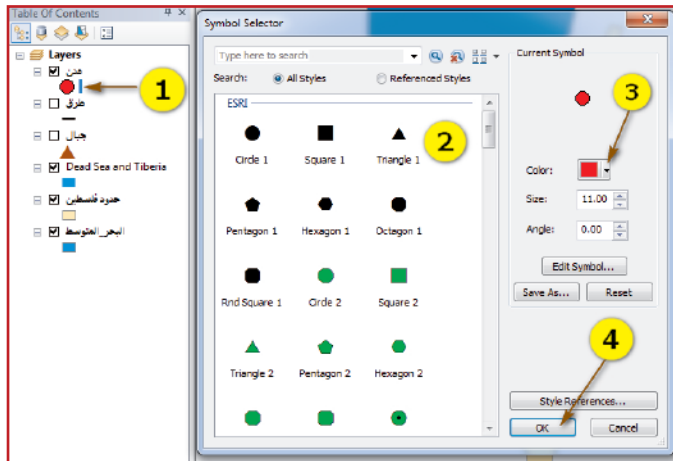 Table Of Contents
Layers
مدن
1
طرق
جبال
Dead Sea and Tiberia
حدود فلسطين
البحر_المتوسط
Symbol Selector
Type here to search
Search:
All Styles
Referenced Styles
ESRI
2
Circle 1
Square 1
Triangle 1
Pentagon 1
Hexagon 1
Octagon 1
Rnd Square 1
Circle 2
Square 2
Triangle 2
Pentagon 2
Hexagon 2
Current Symbol
3
Color:
Size:
11.00
Angle:
0.00
Edit Symbol...
Save As...
Reset
4
Style References...
OK
Cancel